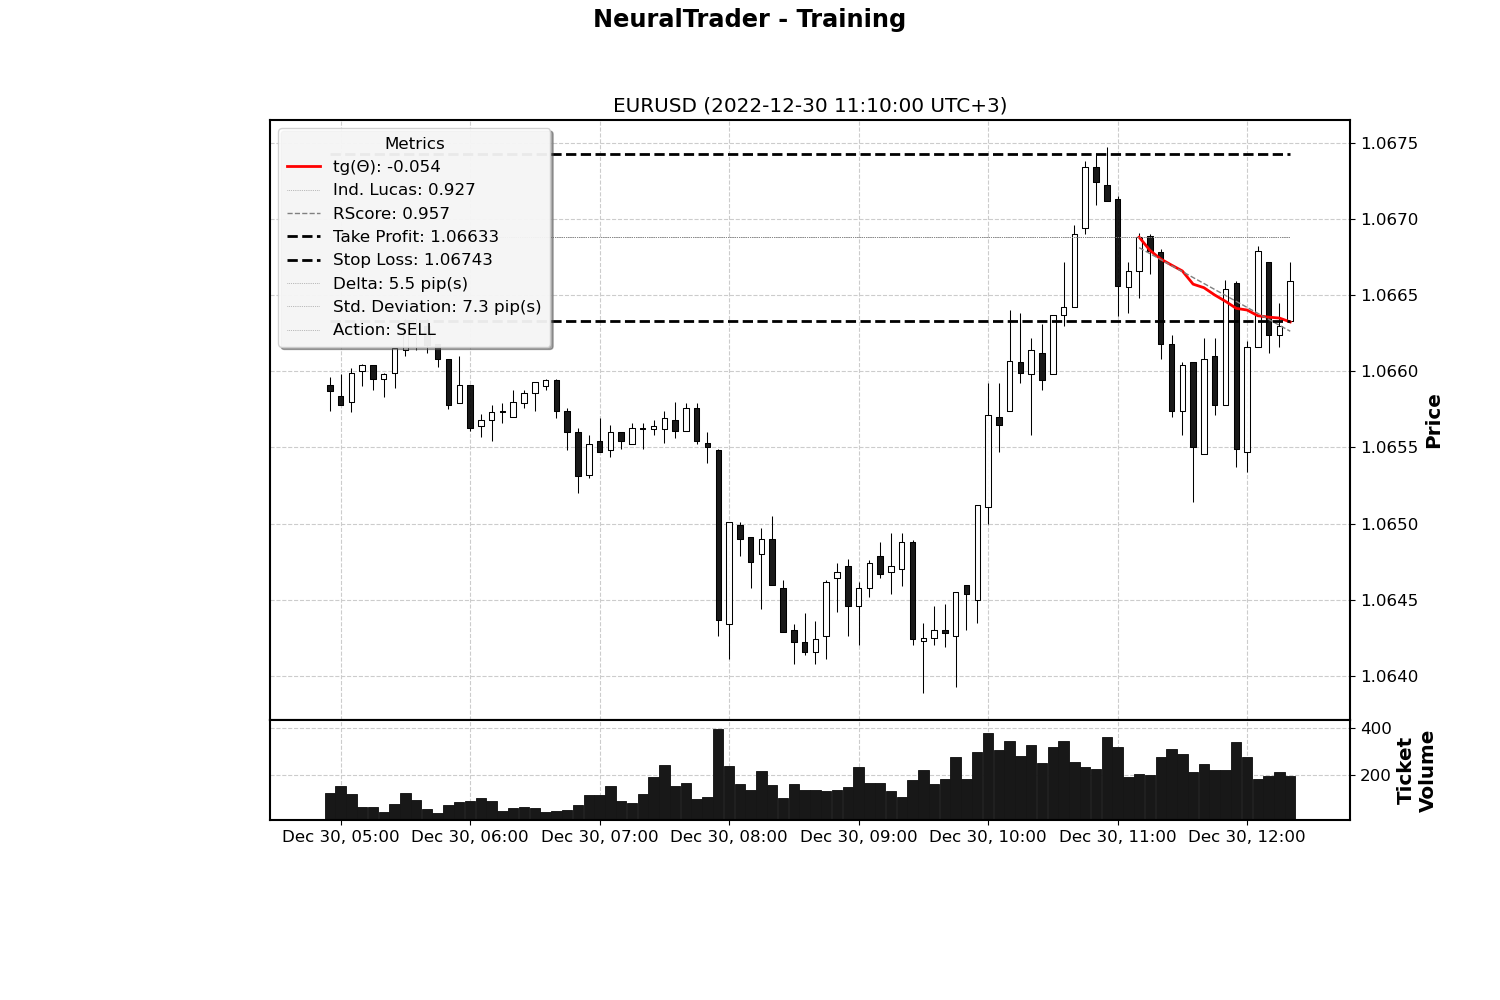 NeuralTrader - Training
EURUSD (2022-12-30 11:10:00 UTC+3)
Metrics
tg(Θ): -0.054
Ind. Lucas: 0.927
RScore: 0.957
Take Profit: 1.06633
Stop Loss: 1.06743
Delta: 5.5 pip(s)
Std. Deviation: 7.3 pip(s)
Action: SELL
1.0675
1.0670
1.0665
1.0660
1.0655
1.0650
1.0645
1.0640
Price
400
200
Ticket
Volume
Dec 30, 05:00 Dec 30, 06:00 Dec 30, 07:00 Dec 30, 08:00 Dec 30, 09:00 Dec 30, 10:00 Dec 30, 11:00 Dec 30, 12:00